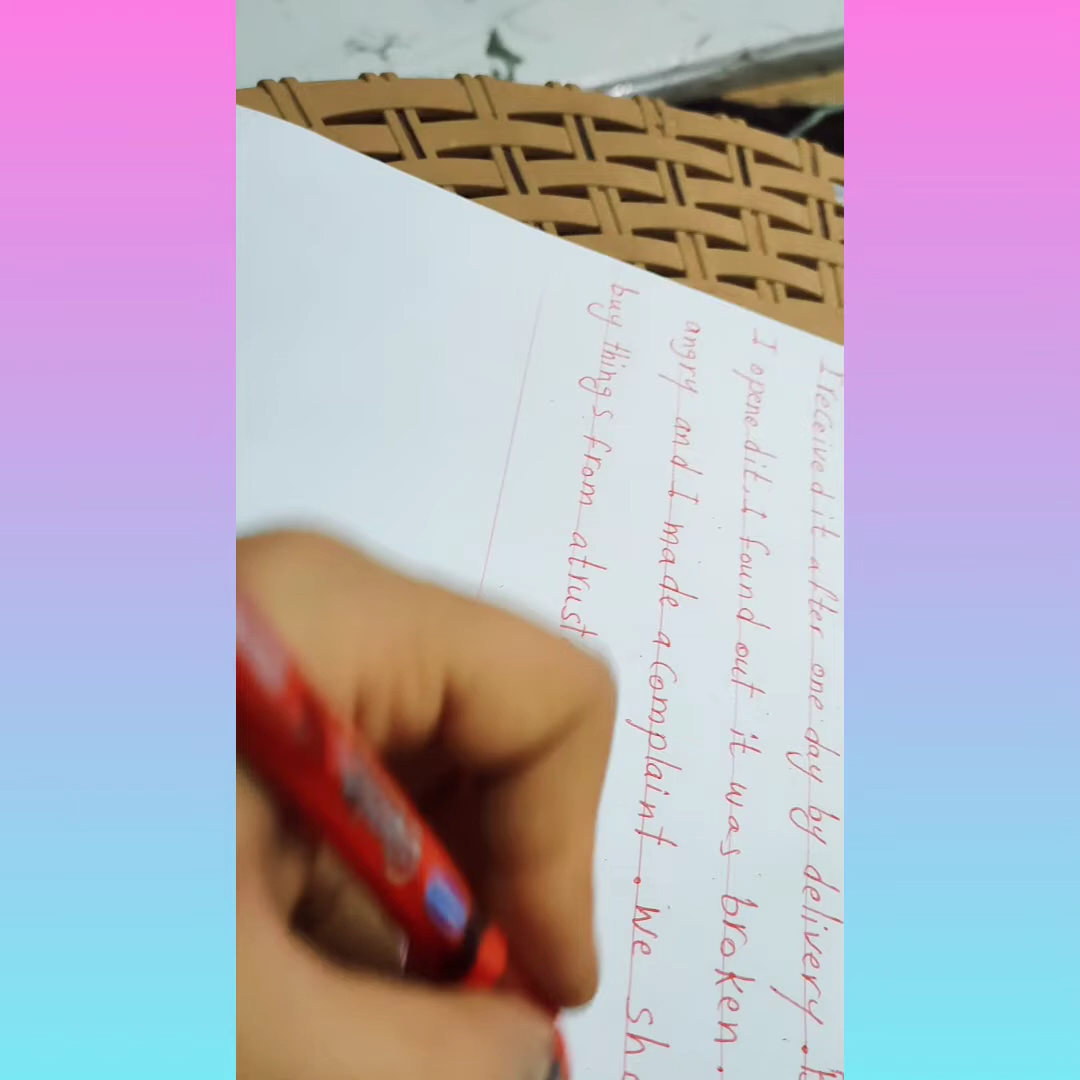 I received it after one day by delivery.
I opened it. I found out it was broken.
angry and I made a complaint. We
buy things from a trust